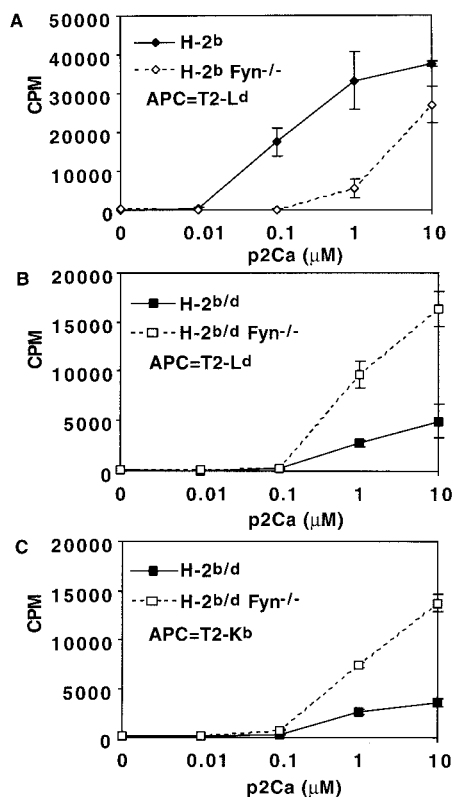 A
50000
H-2b
40000
H-2b Fyn-/-
30000
APC=T2-Ld
CPM
20000
10000
0
0 0.01 0.1 1 10
p2Ca (μM)
B
20000
H-2b/d
15000
H-2b/d Fyn-/-
APC=T2-Ld
CPM
10000
5000
0
0 0.01 0.1 1 10
p2Ca (μM)
C
20000
H-2b/d
15000
H-2b/d Fyn-/-
CPM
APC=T2-Kb
10000
5000
0
0 0.01 0.1 1 10
p2Ca (μM)